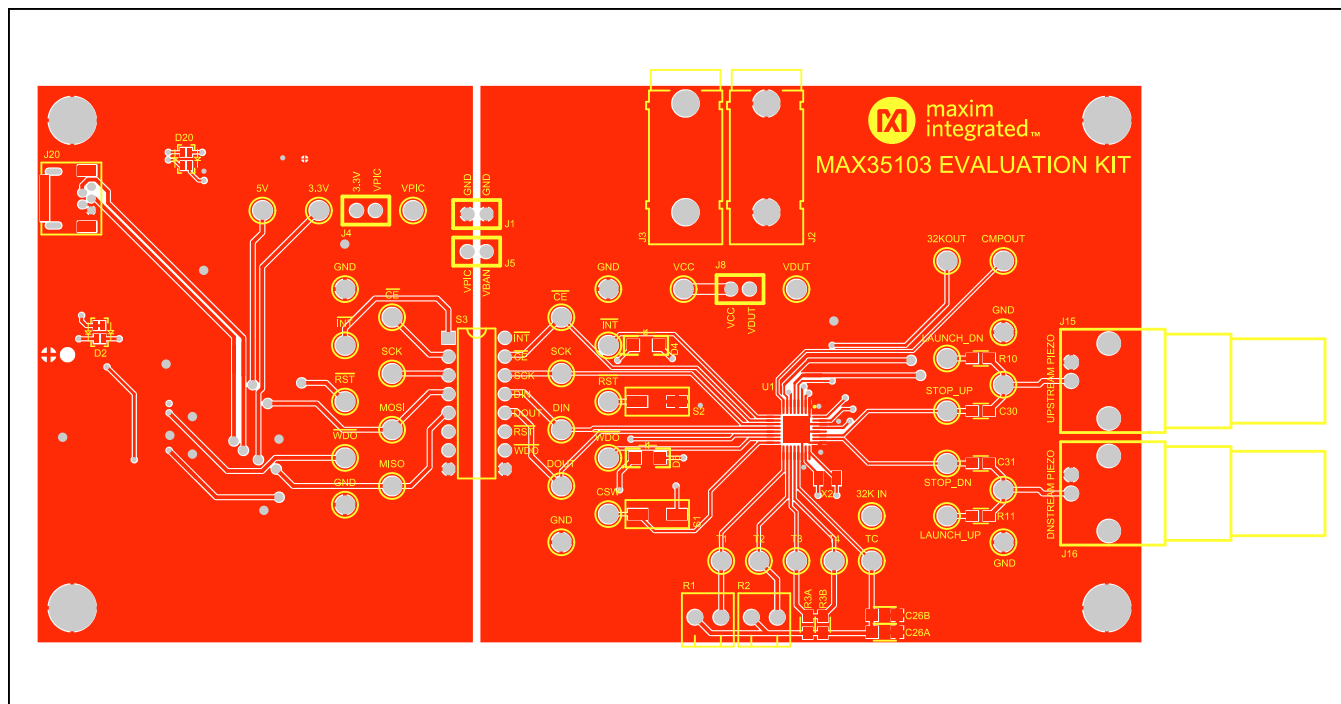 maxim
integrated™
MAX35103 EVALUATION KIT
D20
J20
5V
3.3V
3.3V
VPIC
VPIC
J4
GND
GND
J1
J5
VPIC
VBAN
J3
J2
GND
VCC
J8
VDUT
VCC
VDUT
32KOUT
CMPOUT
GND
CE
INT
D2
S3
INT
CE
SCK
DIN
DOUT
RST
WDO
CE
INT
D4
SCK
SCK
RST
RST
S2
MOSI
DIN
WDO
WDO
MISO
DOUT
GND
CSW
S1
GND
U1
X2
32K IN
GND
LAUNCH_DN
R10
STOP_UP
C30
J15
UPSTREAM PIEZO
C31
STOP_DN
R11
LAUNCH_UP
GND
DNSTREAM PIEZO
J16
T1
T2
T3
T4
TC
R1
R2
R3A
R3B
C26B
C26A